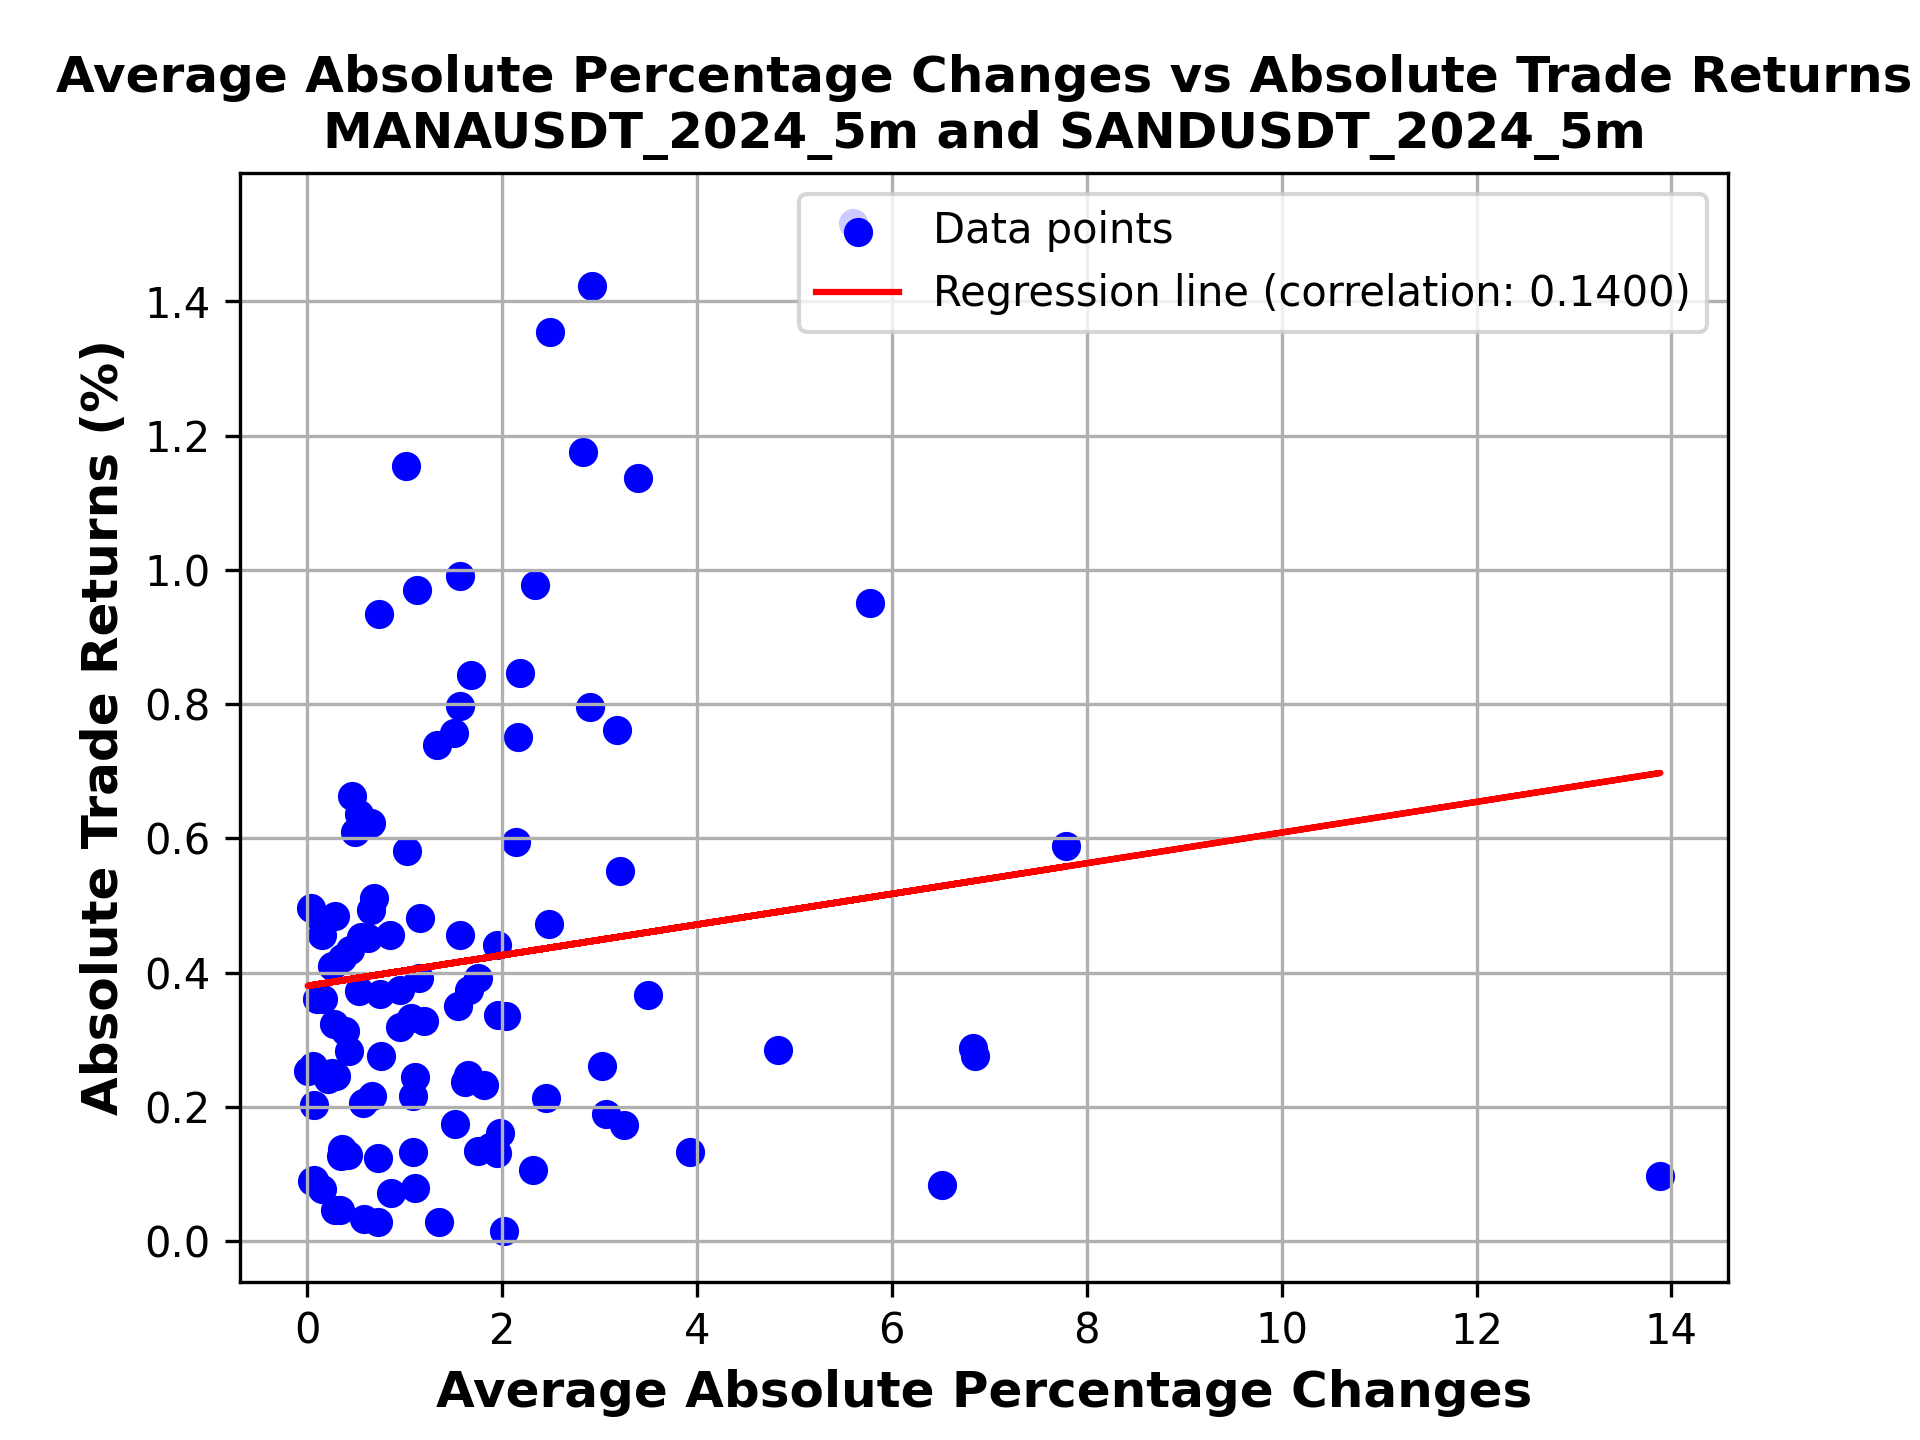 Average Absolute Percentage Changes vs Absolute Trade Returns
MANAUSDT_2024_5m and SANDUSDT_2024_5m
Data points
Regression line (correlation: 0.1400)
Absolute Trade Returns (%)
1.4
1.2
1.0
0.8
0.6
0.4
0.2
0.0
0 2 4 6 8 10 12 14
Average Absolute Percentage Changes